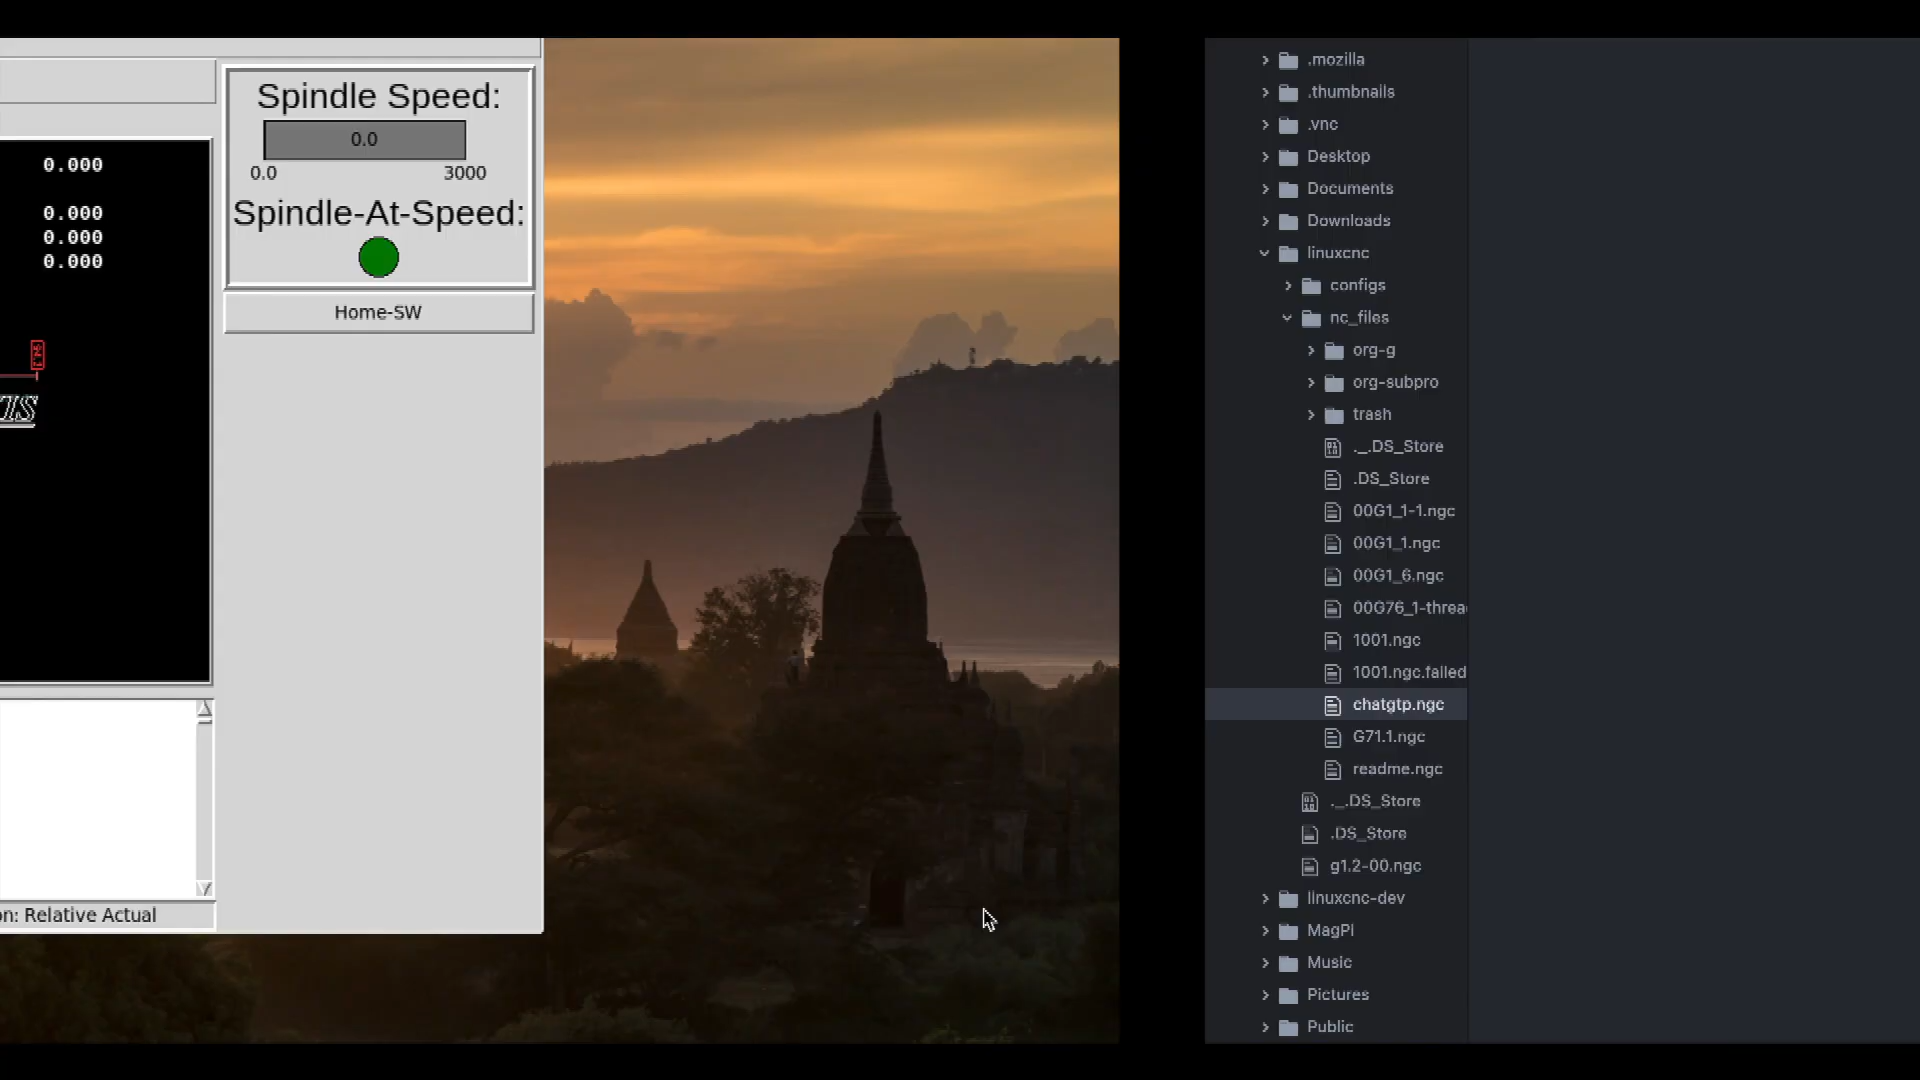 Spindle Speed:
0.0
0.0 3000
Spindle-At-Speed:
Home-SW
0.000
0.000
0.000
0.000
on: Relative Actual
.mozilla
.thumbnails
.vnc
Desktop
Documents
Downloads
linuxcnc
configs
nc_files
org-g
org-subpro
trash
._.DS_Store
.DS_Store
00G1_1-1.ngc
00G1_1.ngc
00G1_6.ngc
00G76_1-threa
1001.ngc
1001.ngc.failed
chatgtp.ngc
G71.1.ngc
readme.ngc
._.DS_Store
.DS_Store
g1.2-00.ngc
linuxcnc-dev
MagPi
Music
Pictures
Public